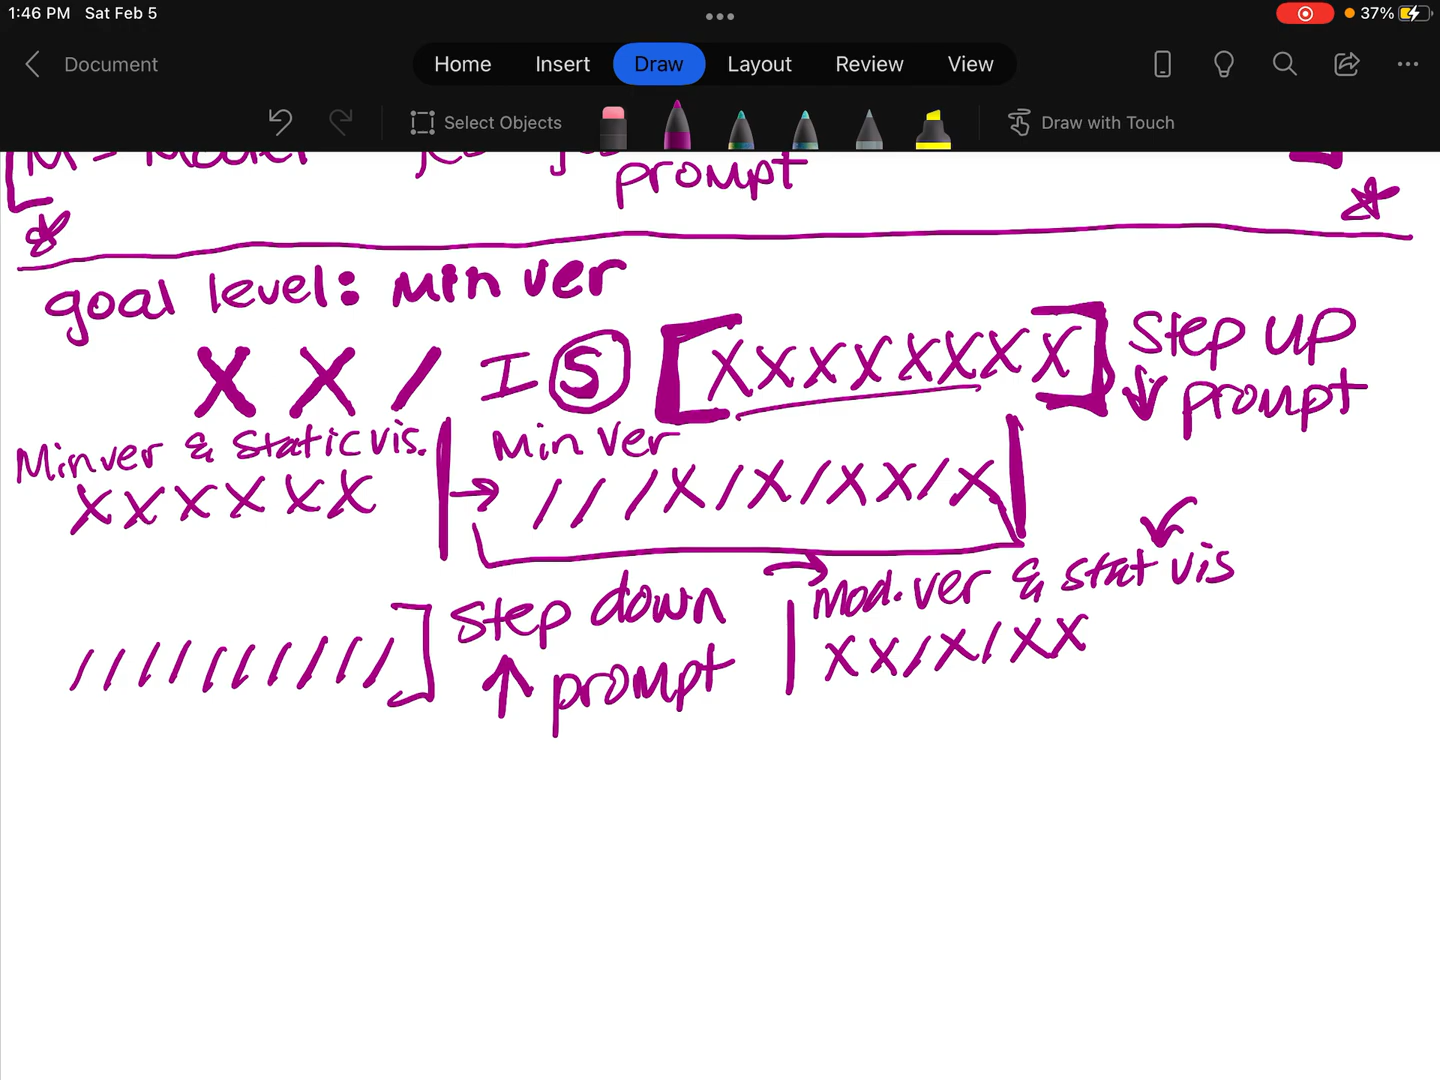 1:46 PM Sat Feb 5
37%
Document
Home Insert Draw Layout Review View
Select Objects
Draw with Touch
M = Model
prompt
goal level: Min ver
X X / I S [XXXXXXXX] Step UP
↓ prompt
Min ver & Static vis. Min Ver
XXXXXX → ///X/X/XX/X
////////// ] Step down Mod. ver & stat vis
↑ prompt XX/X/XX